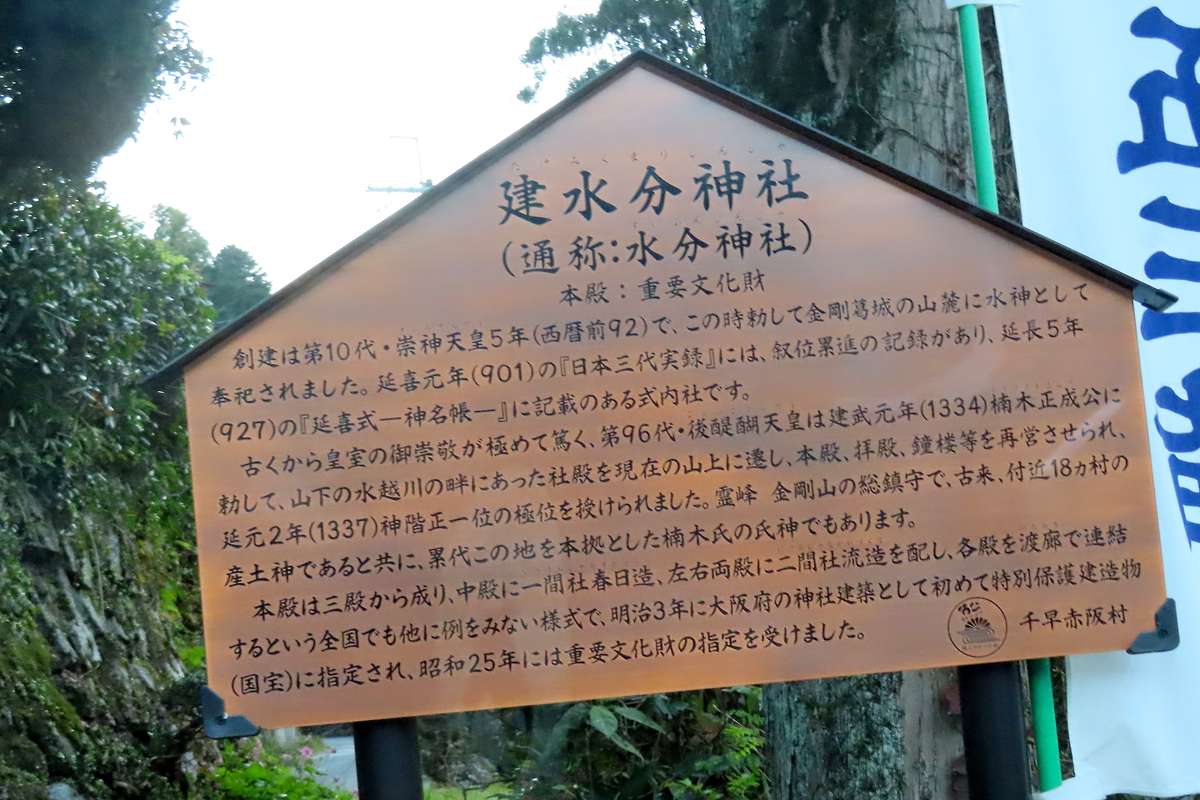 建水分神社
(通称:水分神社)
本殿：重要文化財
創建は第10代・崇神天皇5年(西暦前92)で、この時勅して金剛葛城の山麓に水神として
奉祀されました。延喜元年(901)の『日本三代実録』には、叙位累進の記録があり、延長5年
(927)の『延喜式―神名帳―』に記載のある式内社です。
古くから皇室の御崇敬が極めて篤く、第96代・後醍醐天皇は建武元年(1334)楠木正成公に
勅して、山下の水越川の畔にあった社殿を現在の山上に遷し、本殿、拝殿、鐘楼等を再営させられ、
延元2年(1337)神階正一位の極位を授けられました。霊峰 金剛山の総鎮守で、古来、付近18ヵ村の
産土神であると共に、累代この地を本拠とした楠木氏の氏神でもあります。
本殿は三殿から成り、中殿に一間社春日造、左右両殿に二間社流造を配し、各殿を渡廊で連結
するという全国でも他に例をみない様式で、明治3年に大阪府の神社建築として初めて特別保護建造物
(国宝)に指定され、昭和25年には重要文化財の指定を受けました。
千早赤阪村